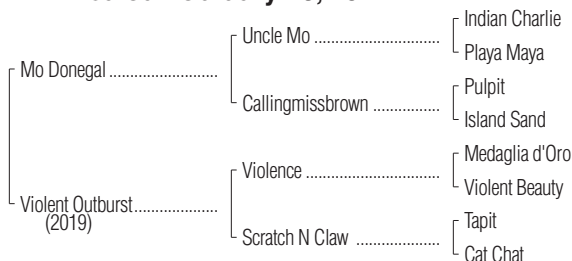 Indian Charlie
Uncle Mo
Playa Maya
Mo Donegal
Pulpit
Callingmissbrown
Island Sand
Medaglia d'Oro
Violence
Violent Beauty
Violent Outburst
(2019)
Tapit
Scratch N Claw
Cat Chat